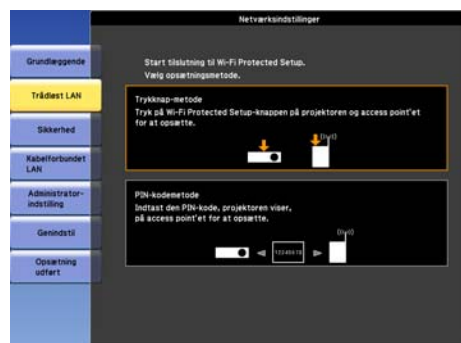 Netværksindstillinger
Grundlæggende
Trådløst LAN
Sikkerhed
Kabelforbundet
LAN
Administrator-
indstilling
Genindstil
Opsætning
udført
Start tilslutning til Wi-Fi Protected Setup.
Vælg opsætningsmetode.
Trykknap-metode
Tryk på Wi-Fi Protected Setup-knappen på projektoren og access point'et
for at opsætte.
PIN-kodemetode
Indtast den PIN-kode, projektoren viser,
på access point'et for at opsætte.
12345678